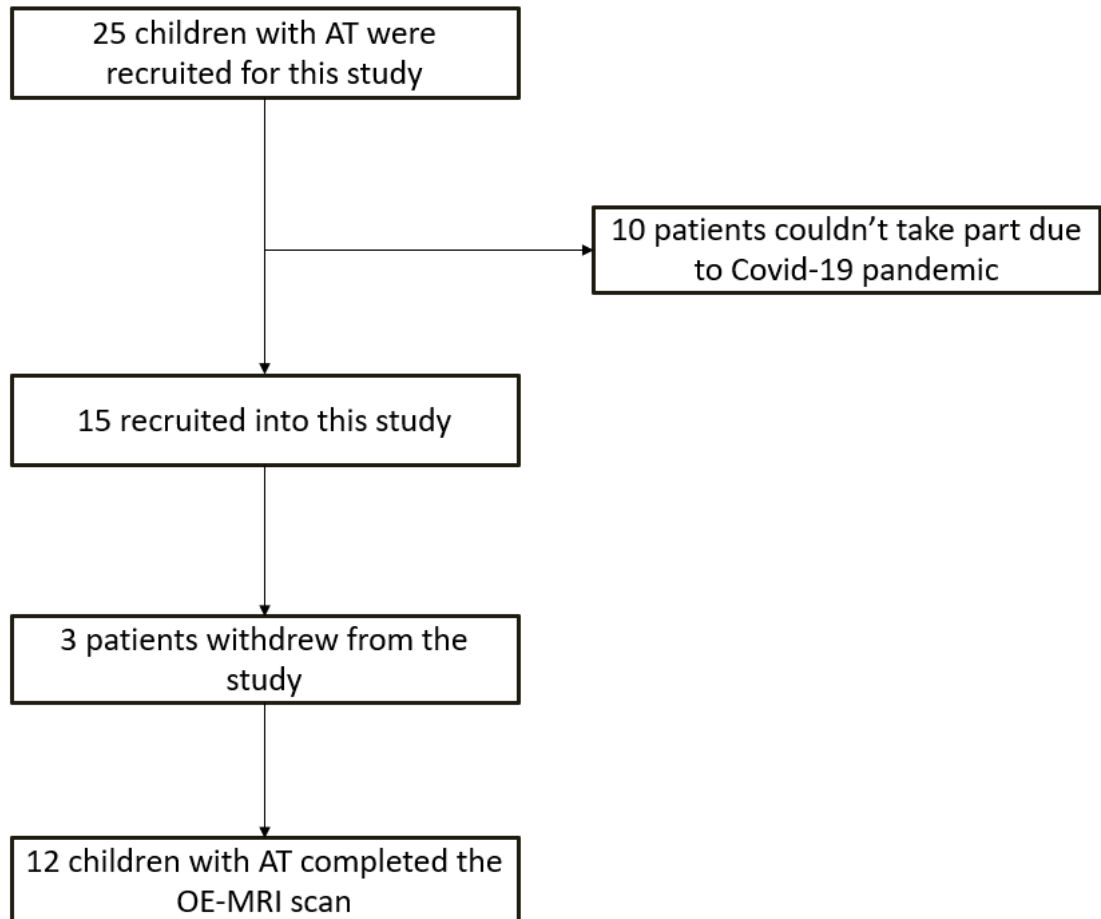 25 children with AT were
recruited for this study
10 patients couldn’t take part due
to Covid-19 pandemic
15 recruited into this study
3 patients withdrew from the
study
12 children with AT completed the
OE-MRI scan